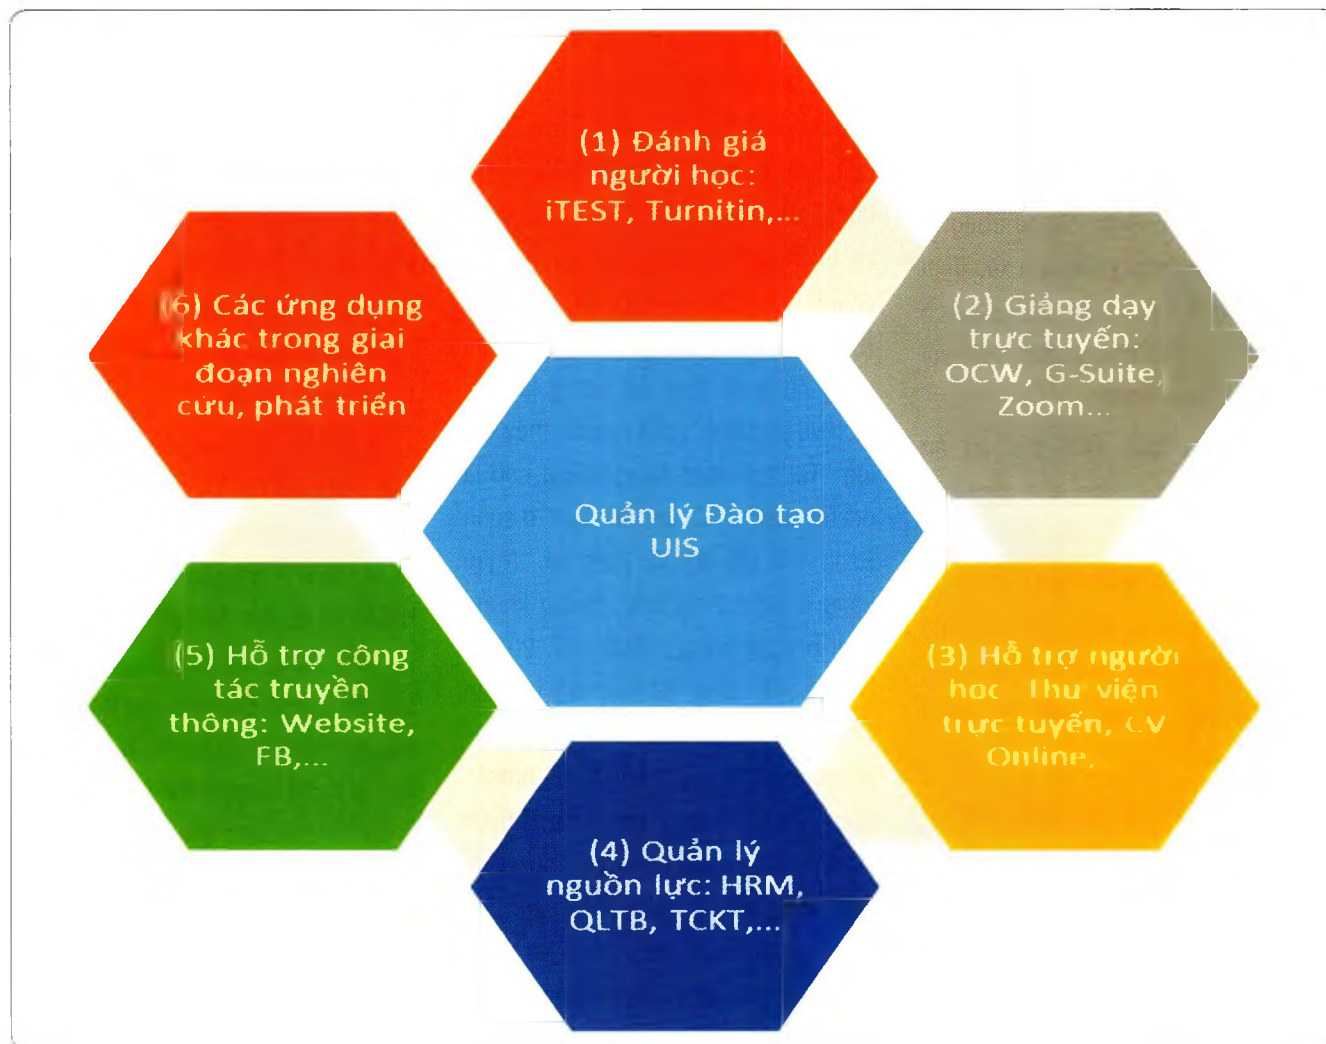 (1) Đánh giá
người học:
iTEST, Turnitin,...
(2) Giảng dạy
trực tuyến:
OCW, G-Suite,
Zoom...
(3) Hỗ trợ người
học Thư viện
trực tuyến, CV
Online,
(4) Quản lý
nguồn lực: HRM,
QLTB, TCKT,...
(5) Hỗ trợ công
tác truyền
thông: Website,
FB,...
(6) Các ứng dụng
khác trong giai
đoạn nghiên
cứu, phát triển
Quản lý Đào tạo
UIS